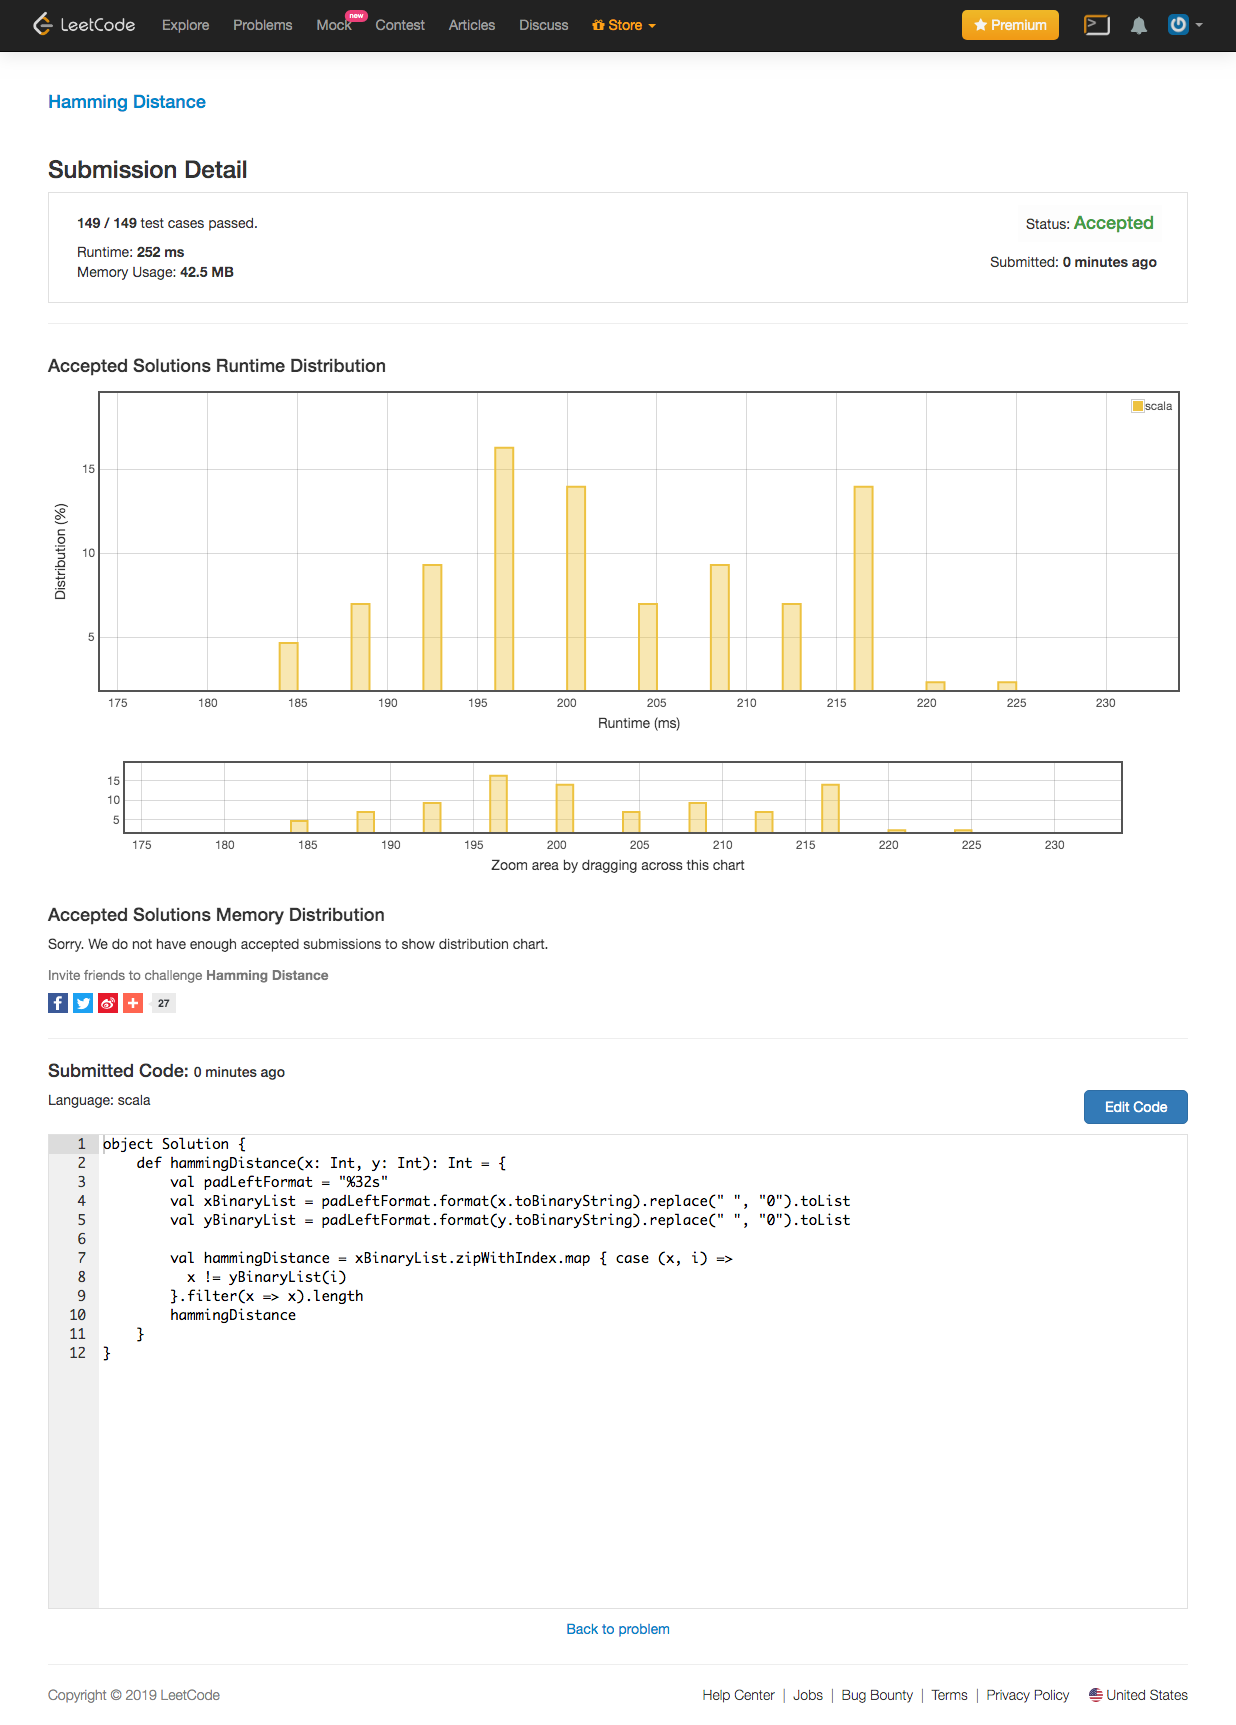 LeetCode Explore Problems Mock new Contest Articles Discuss Store Premium
Hamming Distance
Submission Detail
149 / 149 test cases passed.
Status: Accepted
Runtime: 252 ms
Submitted: 0 minutes ago
Memory Usage: 42.5 MB
Accepted Solutions Runtime Distribution
scala
15
10
5
Distribution (%)
175 180 185 190 195 200 205 210 215 220 225 230
Runtime (ms)
15
10
5
175 180 185 190 195 200 205 210 215 220 225 230
Zoom area by dragging across this chart
Accepted Solutions Memory Distribution
Sorry. We do not have enough accepted submissions to show distribution chart.
Invite friends to challenge Hamming Distance
27
Submitted Code: 0 minutes ago
Language: scala
Edit Code
1 object Solution {
2     def hammingDistance(x: Int, y: Int): Int = {
3         val padLeftFormat = "%32s"
4         val xBinaryList = padLeftFormat.format(x.toBinaryString).replace(" ", "0").toList
5         val yBinaryList = padLeftFormat.format(y.toBinaryString).replace(" ", "0").toList
6
7         val hammingDistance = xBinaryList.zipWithIndex.map { case (x, i) =>
8           x != yBinaryList(i)
9         }.filter(x => x).length
10         hammingDistance
11     }
12 }
Back to problem
Copyright © 2019 LeetCode
Help Center | Jobs | Bug Bounty | Terms | Privacy Policy United States